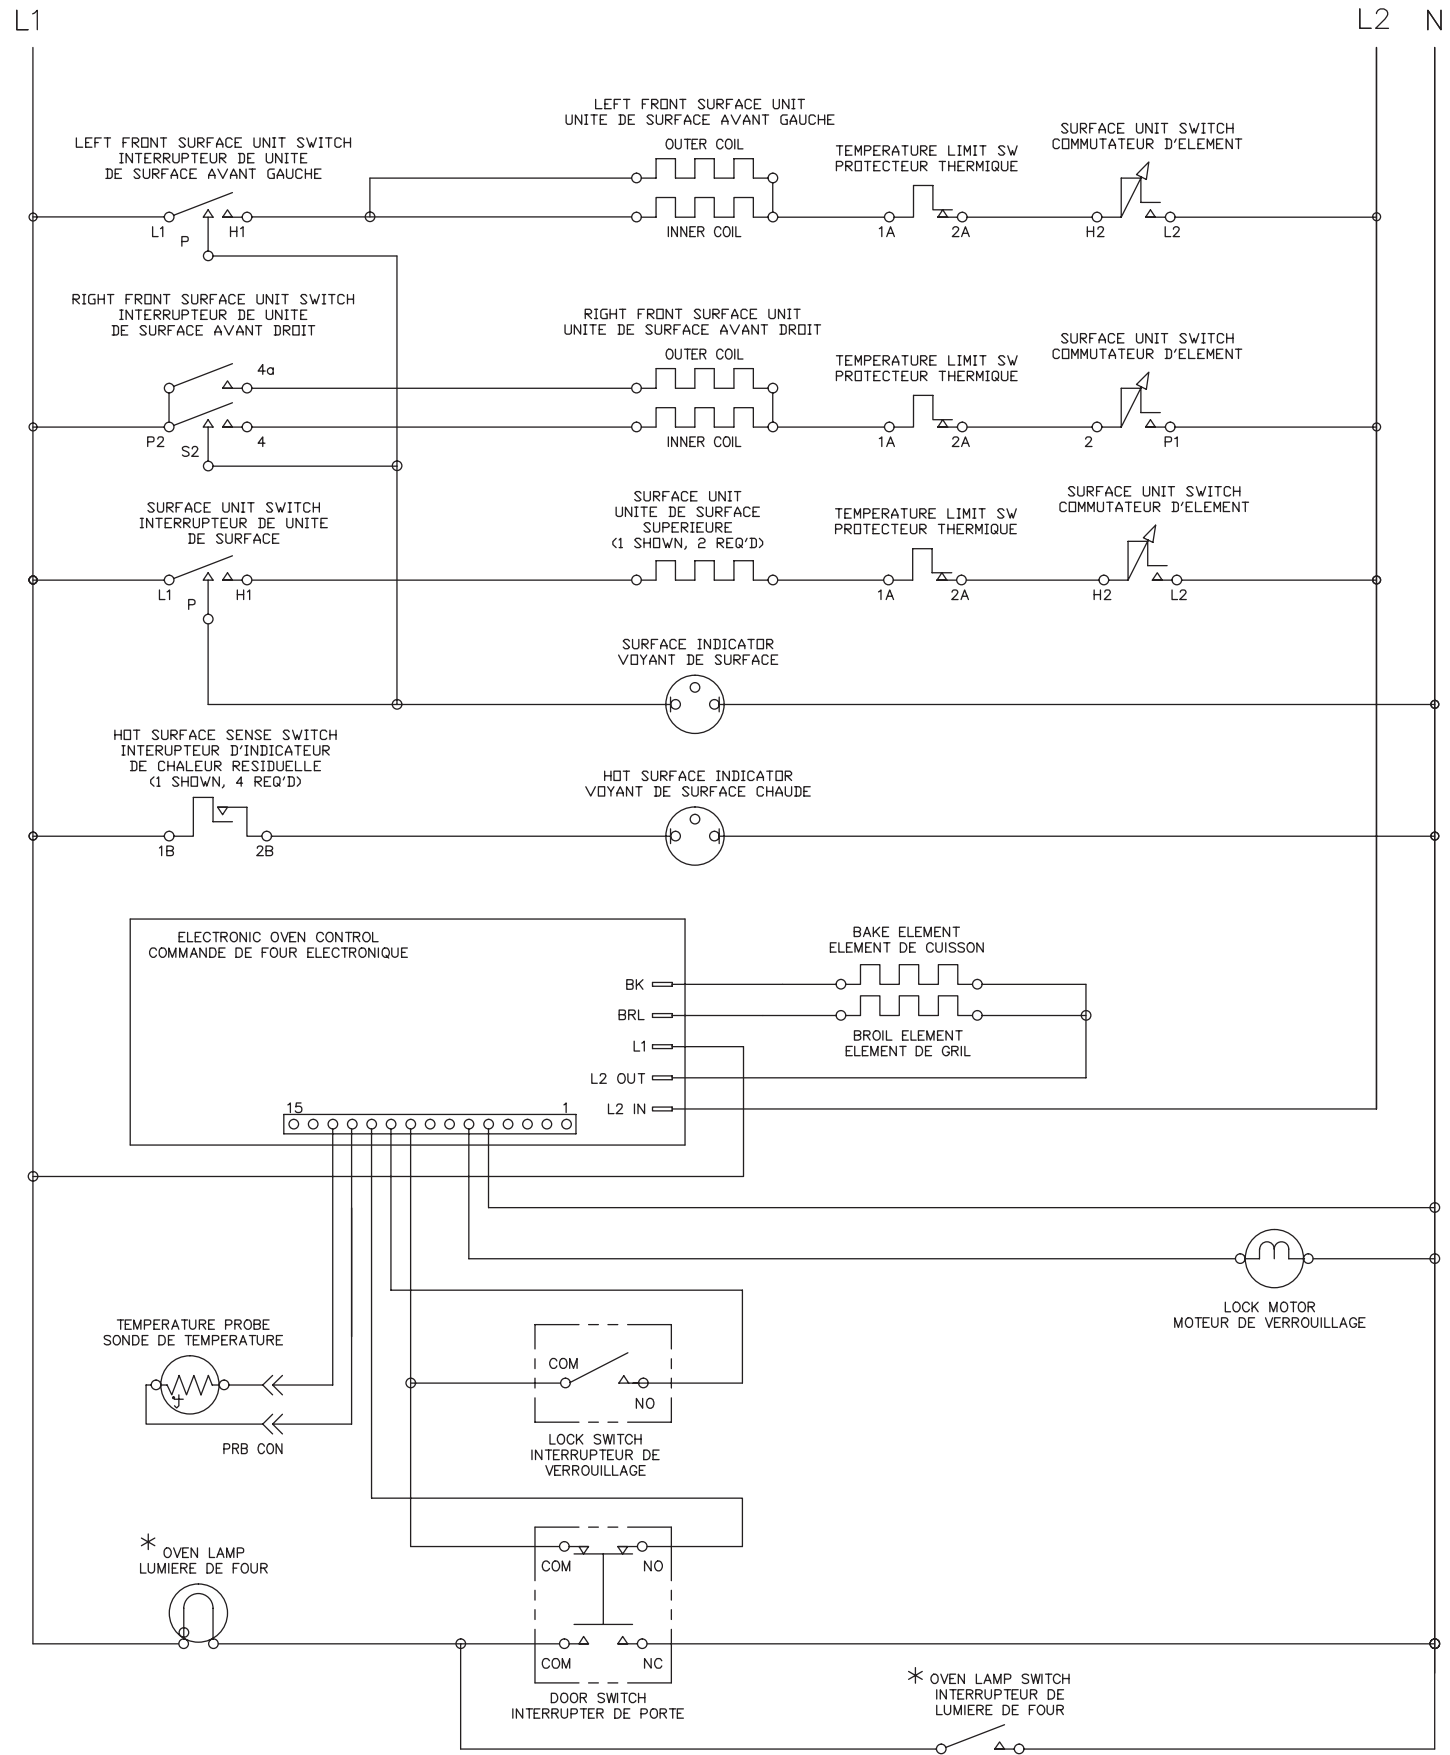 L1
L2 N
LEFT FRONT SURFACE UNIT
UNITE DE SURFACE AVANT GAUCHE
OUTER COIL
INNER COIL
LEFT FRONT SURFACE UNIT SWITCH
INTERRUPTEUR DE UNITE
DE SURFACE AVANT GAUCHE
L1
P
H1
TEMPERATURE LIMIT SW
PROTECTEUR THERMIQUE
1A
2A
SURFACE UNIT SWITCH
COMMUTATEUR D'ELEMENT
H2
L2
RIGHT FRONT SURFACE UNIT SWITCH
INTERRUPTEUR DE UNITE
DE SURFACE AVANT DROIT
4a
P2
S2
4
RIGHT FRONT SURFACE UNIT
UNITE DE SURFACE AVANT DROIT
OUTER COIL
INNER COIL
TEMPERATURE LIMIT SW
PROTECTEUR THERMIQUE
1A
2A
SURFACE UNIT SWITCH
COMMUTATEUR D'ELEMENT
2
P1
SURFACE UNIT SWITCH
INTERRUPTEUR DE UNITE
DE SURFACE
L1
P
H1
SURFACE UNIT
UNITE DE SURFACE
SUPERIEURE
(1 SHOWN, 2 REQ'D)
TEMPERATURE LIMIT SW
PROTECTEUR THERMIQUE
1A
2A
SURFACE UNIT SWITCH
COMMUTATEUR D'ELEMENT
H2
L2
SURFACE INDICATOR
VOYANT DE SURFACE
HOT SURFACE SENSE SWITCH
INTERUPTEUR D'INDICATEUR
DE CHALEUR RESIDUELLE
(1 SHOWN, 4 REQ'D)
1B
2B
HOT SURFACE INDICATOR
VOYANT DE SURFACE CHAUDE
ELECTRONIC OVEN CONTROL
COMMANDE DE FOUR ELECTRONIQUE
BK
BRL
L1
L2 OUT
L2 IN
15
1
BAKE ELEMENT
ELEMENT DE CUISSON
BROIL ELEMENT
ELEMENT DE GRIL
LOCK MOTOR
MOTEUR DE VERROUILLAGE
TEMPERATURE PROBE
SONDE DE TEMPERATURE
PRB CON
COM
NO
LOCK SWITCH
INTERRUPTEUR DE
VERROUILLAGE
* OVEN LAMP
LUMIERE DE FOUR
COM
NO
COM
NC
DOOR SWITCH
INTERRUPTER DE PORTE
* OVEN LAMP SWITCH
INTERRUPTEUR DE
LUMIERE DE FOUR